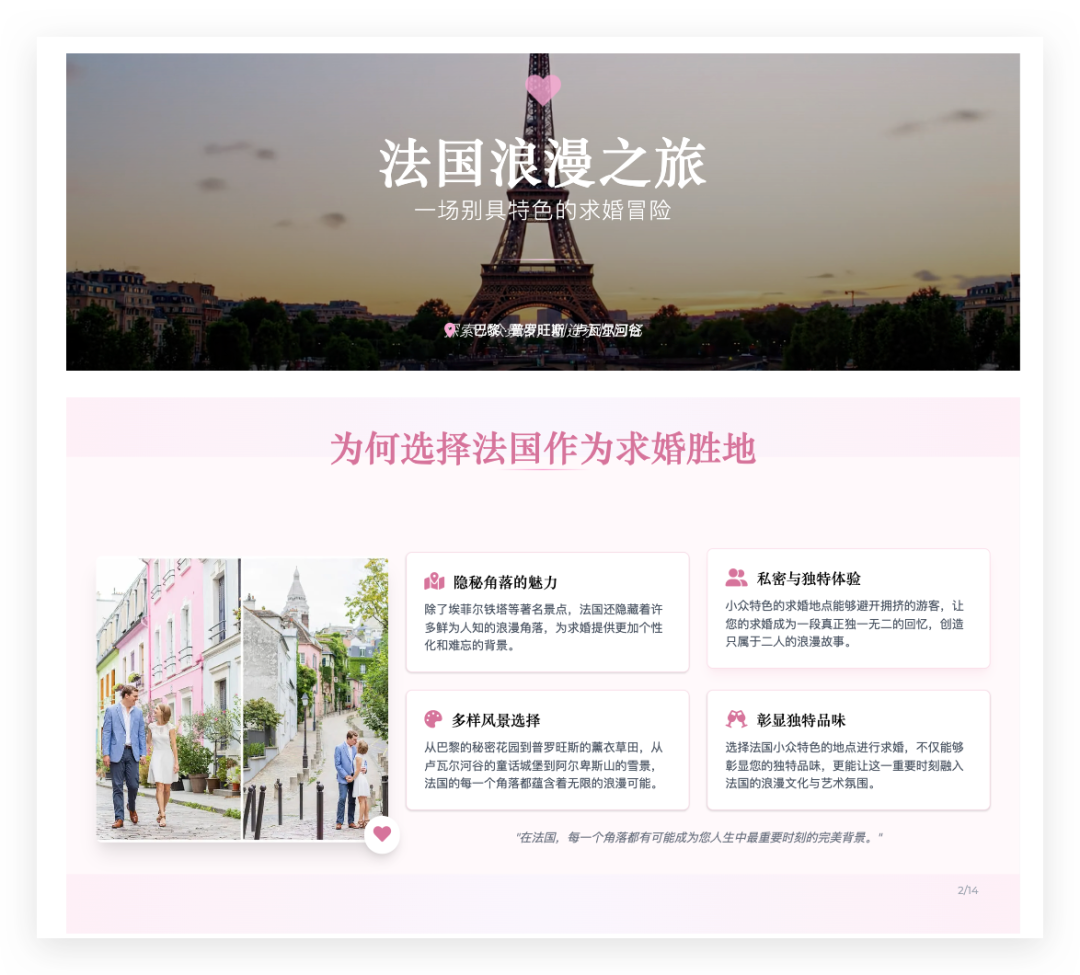 法国浪漫之旅
一场别具特色的求婚冒险
巴黎 普罗旺斯 卢瓦尔河谷
为何选择法国作为求婚胜地
隐秘角落的魅力
除了埃菲尔铁塔等著名景点，法国还隐藏着许
多鲜为人知的浪漫角落，为求婚提供更加个性
化和难忘的背景。
私密与独特体验
小众特色的求婚地点能够避开拥挤的游客，让
您的求婚成为一段真正独一无二的回忆，创造
只属于二人的浪漫故事。
多样风景选择
从巴黎的秘密花园到普罗旺斯的薰衣草田，从
卢瓦尔河谷的童话城堡到阿尔卑斯山的雪景，
法国的每一个角落都蕴含着无限的浪漫可能。
彰显独特品味
选择法国小众特色的地点进行求婚，不仅能够
彰显您的独特品味，更能让这一重要时刻融入
法国的浪漫文化与艺术氛围。
"在法国，每一个角落都有可能成为您人生中最重要时刻的完美背景。"
2/14